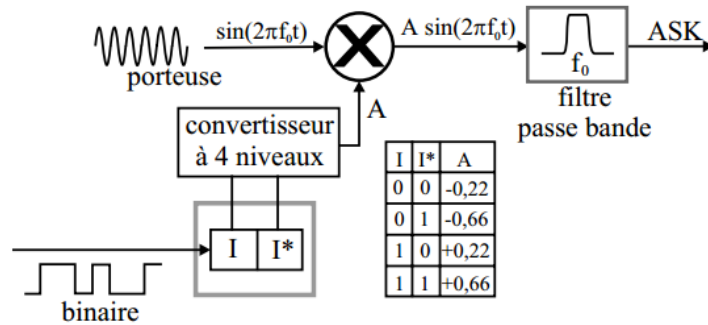 porteuse
sin(2πf₀t)
X
A sin(2πf₀t)
f₀
ASK
filtre
passe bande
A
convertisseur
à 4 niveaux
I I* A
0 0 -0,22
0 1 -0,66
1 0 +0,22
1 1 +0,66
I I*
binaire